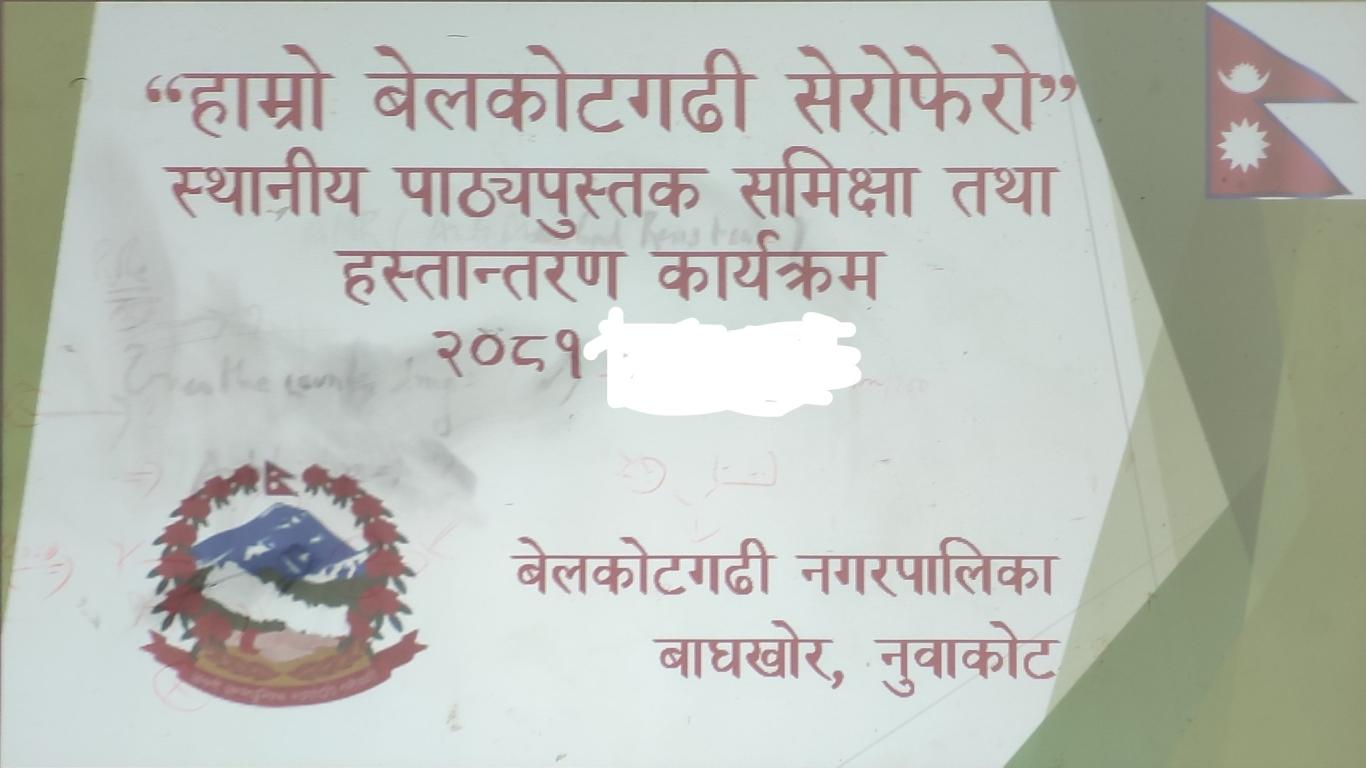 “हाम्रो बेलकोटगढी सेरोफेरो”
स्थानीय पाठ्यपुस्तक समिक्षा तथा
हस्तान्तरण कार्यक्रम
२०८१
बेलकोटगढी नगरपालिका
बाघखोर, नुवाकोट